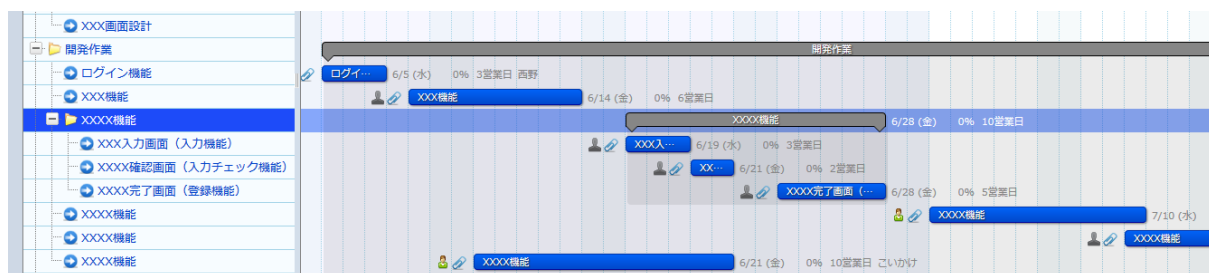 XXX画面設計
開発作業 開発作業
ログイン機能 ログイ… 6/5 (水) 0% 3営業日 西野
XXX機能 XXX機能 6/14 (金) 0% 6営業日
XXXX機能 XXXX機能 6/28 (金) 0% 10営業日
XXX入力画面（入力機能） XXX入… 6/19 (水) 0% 3営業日
XXXX確認画面（入力チェック機能） XX… 6/21 (金) 0% 2営業日
XXXX完了画面（登録機能） XXXX完了画面（… 6/28 (金) 0% 5営業日
XXXX機能 XXXX機能 7/10 (水)
XXXX機能 XXXX機能
XXXX機能 XXXX機能 6/21 (金) 0% 10営業日 こいかけ